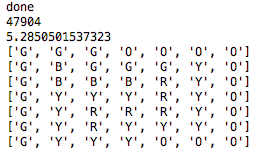 done
47904
5.2850501537323
['G', 'G', 'G', 'O', 'O', 'O', 'O']
['G', 'B', 'G', 'G', 'G', 'Y', 'O']
['G', 'B', 'B', 'B', 'R', 'Y', 'O']
['G', 'Y', 'Y', 'Y', 'R', 'Y', 'O']
['G', 'Y', 'R', 'R', 'R', 'Y', 'O']
['G', 'Y', 'R', 'Y', 'Y', 'Y', 'O']
['G', 'Y', 'Y', 'Y', 'O', 'O', 'O']